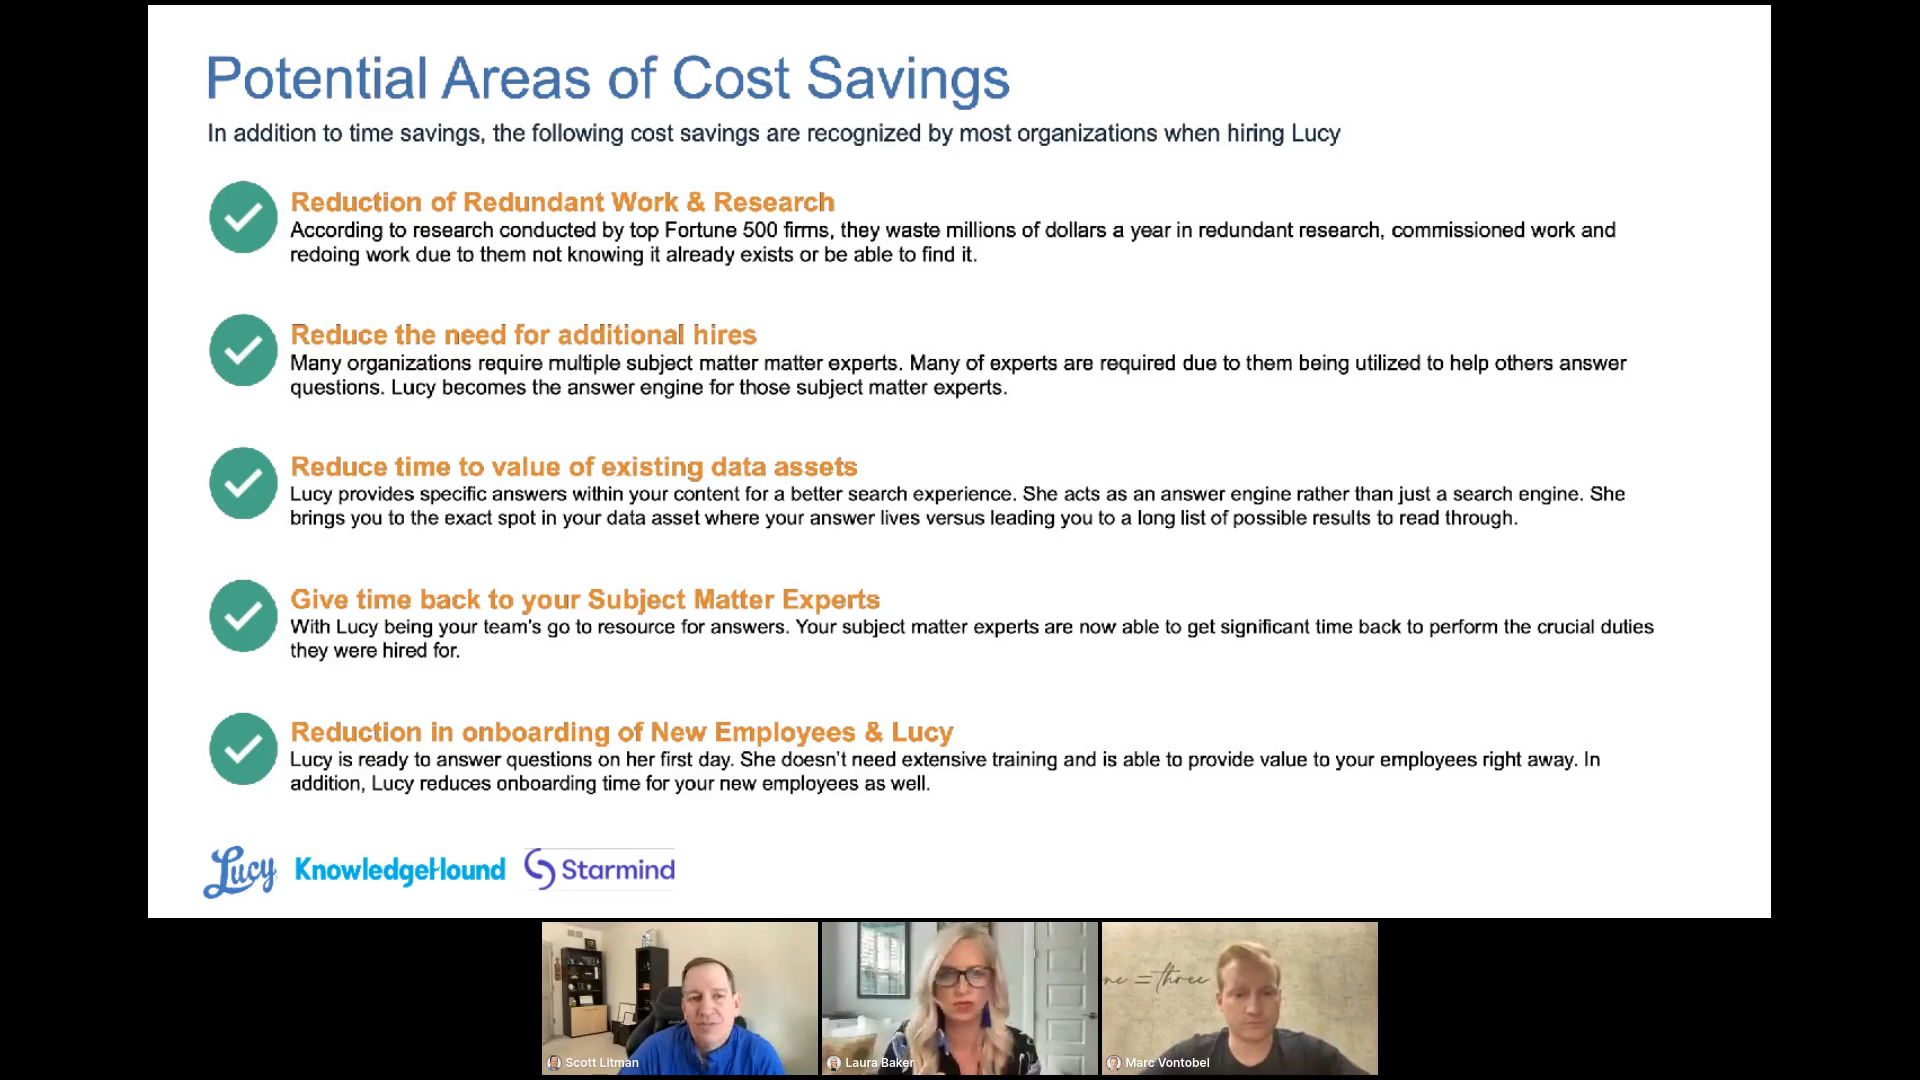 Potential Areas of Cost Savings
In addition to time savings, the following cost savings are recognized by most organizations when hiring Lucy
Reduction of Redundant Work & Research
According to research conducted by top Fortune 500 firms, they waste millions of dollars a year in redundant research, commissioned work and
redoing work due to them not knowing it already exists or be able to find it.
Reduce the need for additional hires
Many organizations require multiple subject matter matter experts. Many of experts are required due to them being utilized to help others answer
questions. Lucy becomes the answer engine for those subject matter experts.
Reduce time to value of existing data assets
Lucy provides specific answers within your content for a better search experience. She acts as an answer engine rather than just a search engine. She
brings you to the exact spot in your data asset where your answer lives versus leading you to a long list of possible results to read through.
Give time back to your Subject Matter Experts
With Lucy being your team's go to resource for answers. Your subject matter experts are now able to get significant time back to perform the crucial duties
they were hired for.
Reduction in onboarding of New Employees & Lucy
Lucy is ready to answer questions on her first day. She doesn't need extensive training and is able to provide value to your employees right away. In
addition, Lucy reduces onboarding time for your new employees as well.
Lucy KnowledgeHound Starmind
= three
Scott Litman
Laura Baker
Marc Vontobel